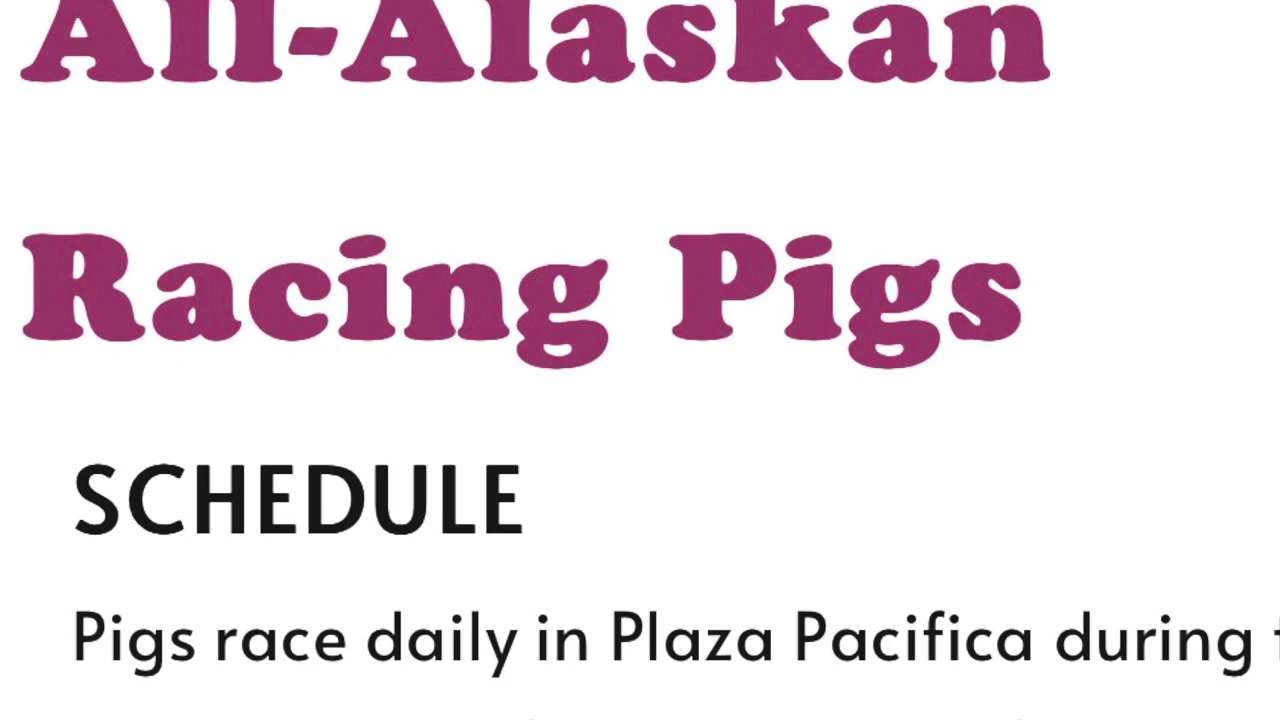 All-Alaskan
Racing Pigs
SCHEDULE
Pigs race daily in Plaza Pacifica during